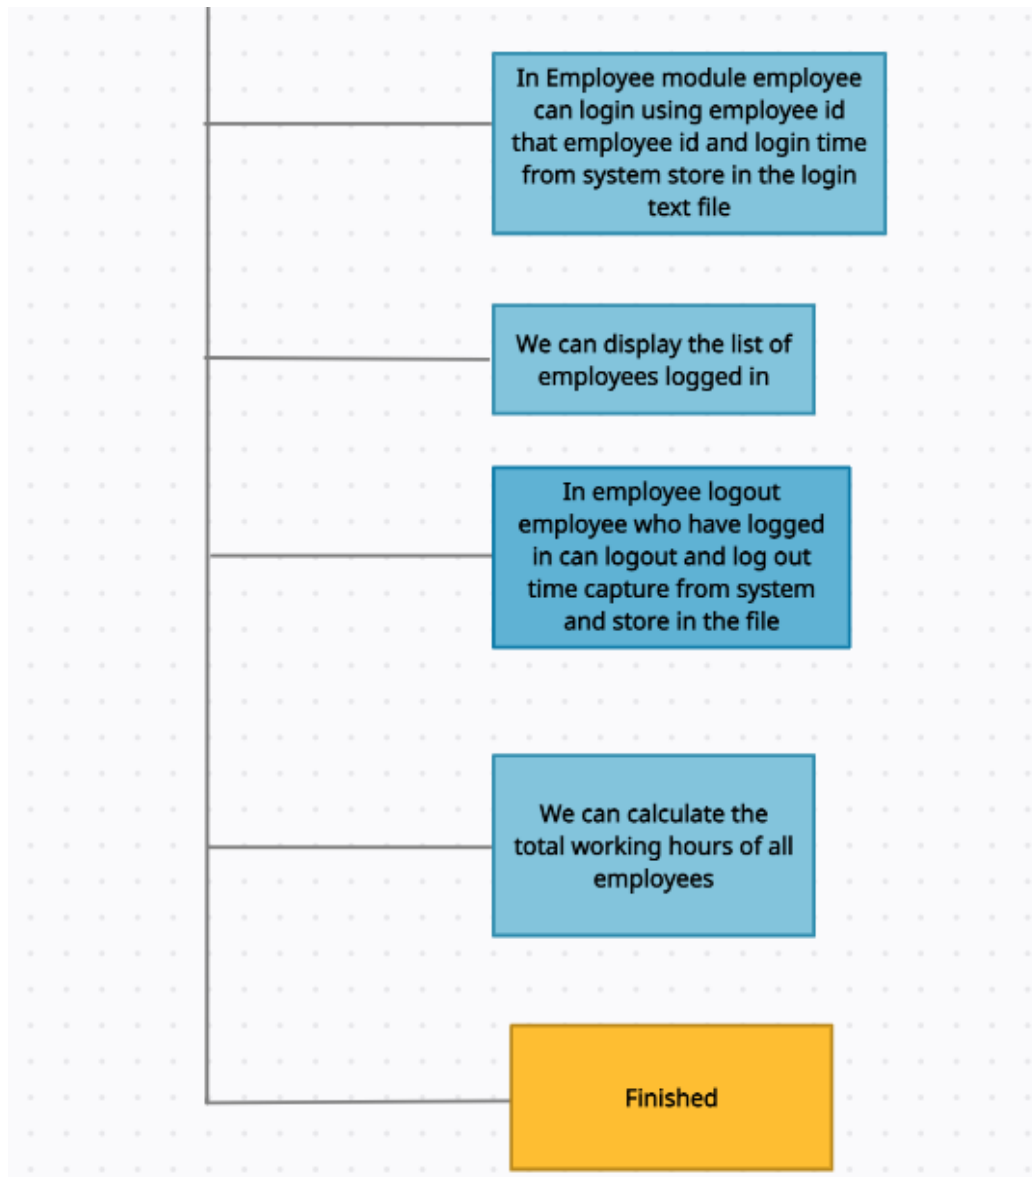 In Employee module employee
can login using employee id
that employee id and login time
from system store in the login
text file
We can display the list of
employees logged in
In employee logout
employee who have logged
in can logout and log out
time capture from system
and store in the file
We can calculate the
total working hours of all
employees
Finished